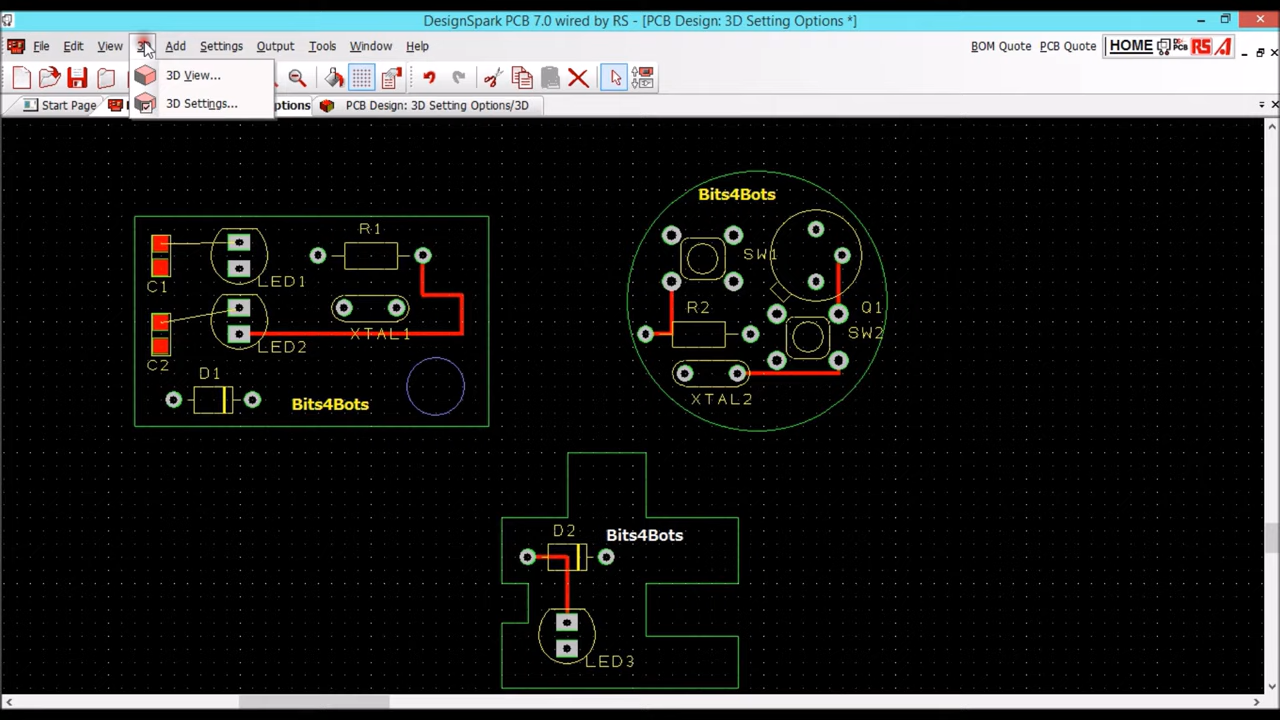 DesignSpark PCB 7.0 wired by RS - [PCB Design: 3D Setting Options *]
File Edit View Add Settings Output Tools Window Help BOM Quote PCB Quote HOME PCB RS A
3D View...
3D Settings...
Start Page
PCB Design: 3D Setting Options/3D
Bits4Bots
R1
C1
LED1
SW1
R2
Q1
XTAL1
SW2
LED2
C2
D1
Bits4Bots
XTAL2
D2
Bits4Bots
LED3